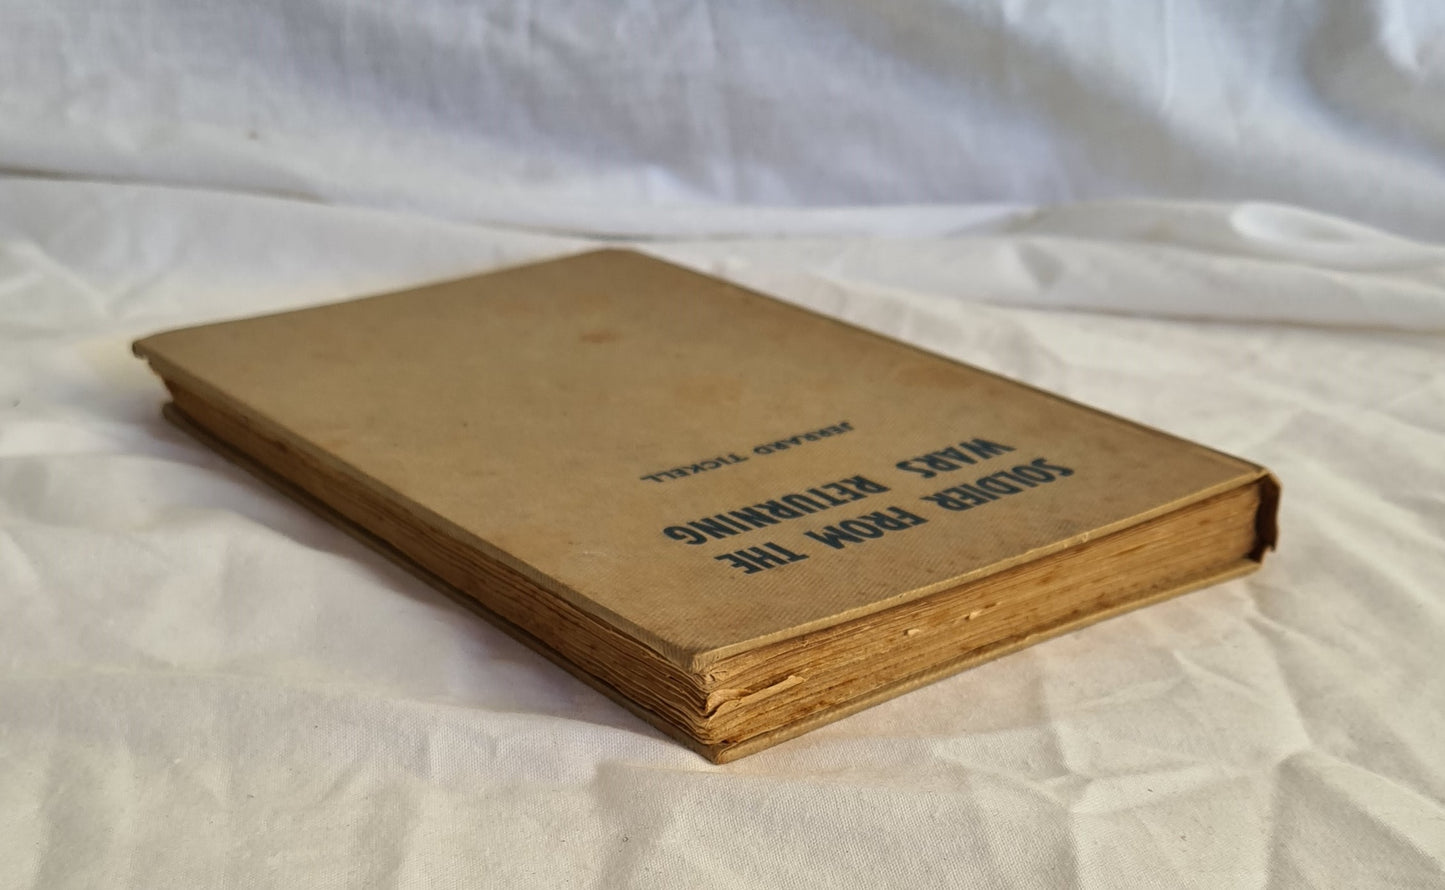 SOLDIER FROM THE
WARS RETURNING
JERRARD TICKELL